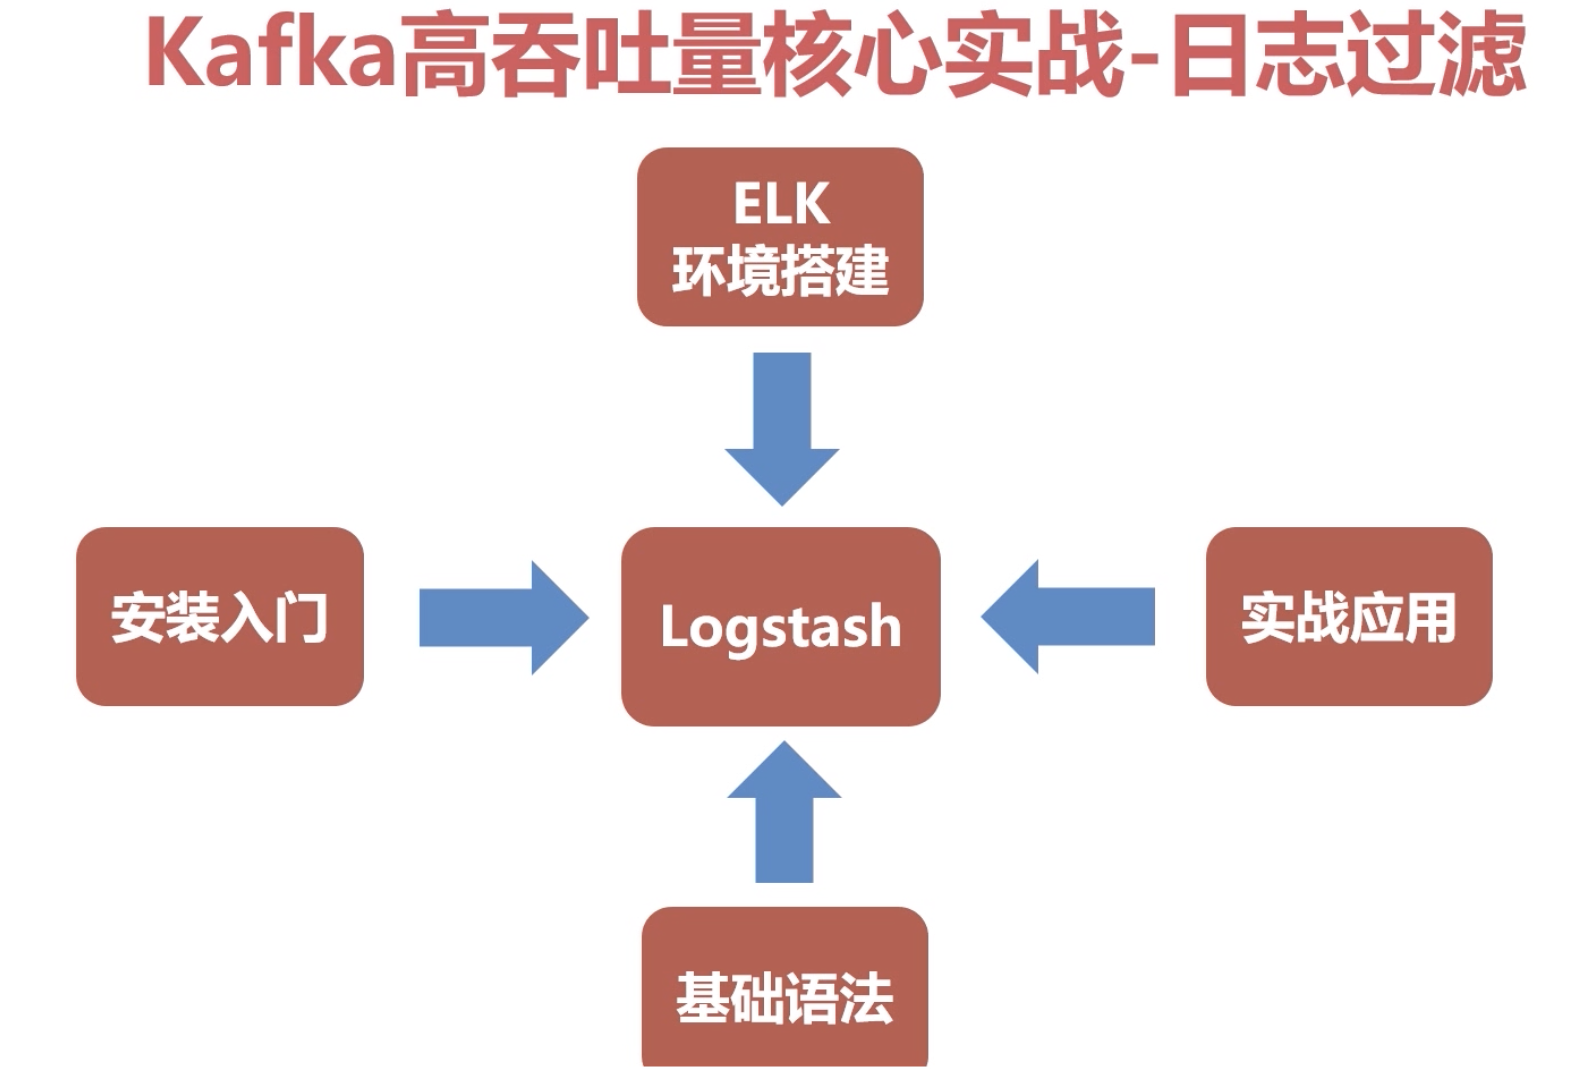 Kafka高吞吐量核心实战-日志过滤
ELK
环境搭建
安装入门
Logstash
实战应用
基础语法